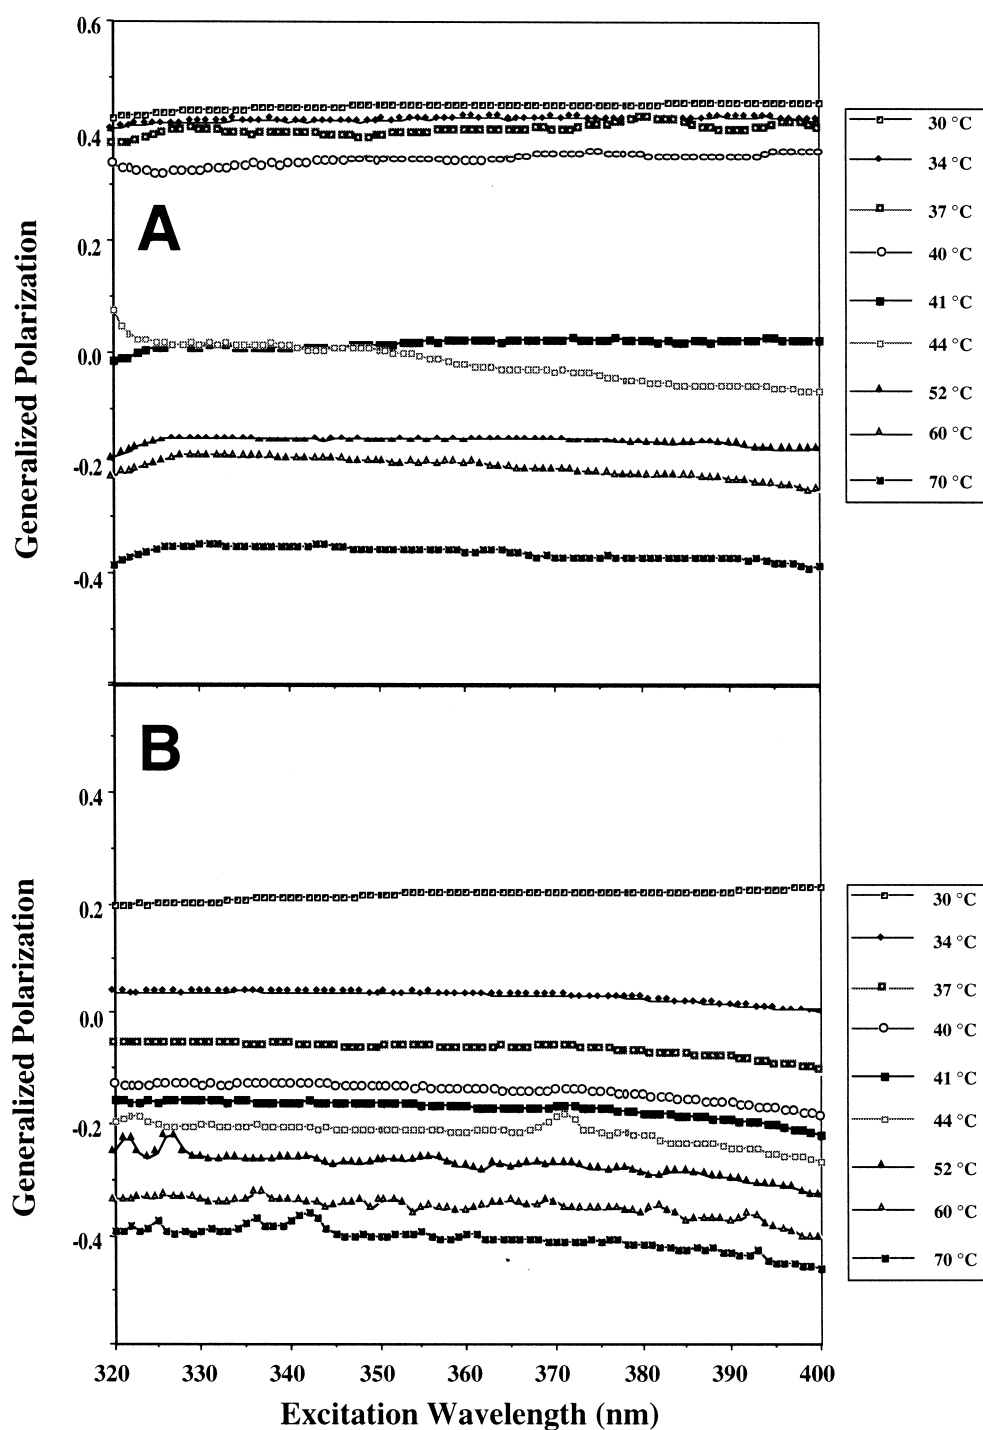 0.6
0.4
0.2
0.0
-0.2
-0.4
Generalized Polarization
A
30 °C
34 °C
37 °C
40 °C
41 °C
44 °C
52 °C
60 °C
70 °C
B
0.4
0.2
0.0
-0.2
-0.4
Generalized Polarization
30 °C
34 °C
37 °C
40 °C
41 °C
44 °C
52 °C
60 °C
70 °C
320 330 340 350 360 370 380 390 400
Excitation Wavelength (nm)